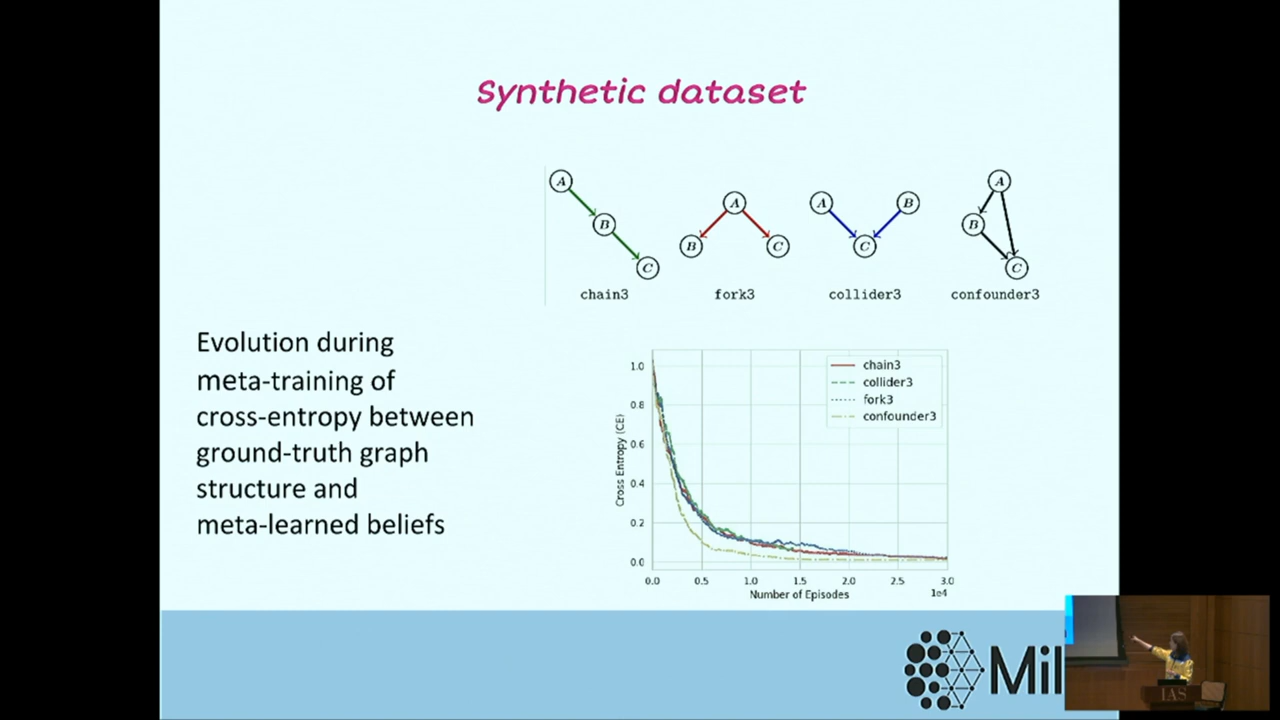 Synthetic dataset
A
B
C
chain3
A
B
C
fork3
A
B
C
collider3
A
B
C
confounder3
Evolution during
meta-training of
cross-entropy between
ground-truth graph
structure and
meta-learned beliefs
Cross Entropy (CE)
1.0
0.8
0.6
0.4
0.2
0.0
chain3
collider3
fork3
confounder3
0.0 0.5 1.0 1.5 2.0 2.5 3.0
1e4
Number of Episodes
Mil
IAS